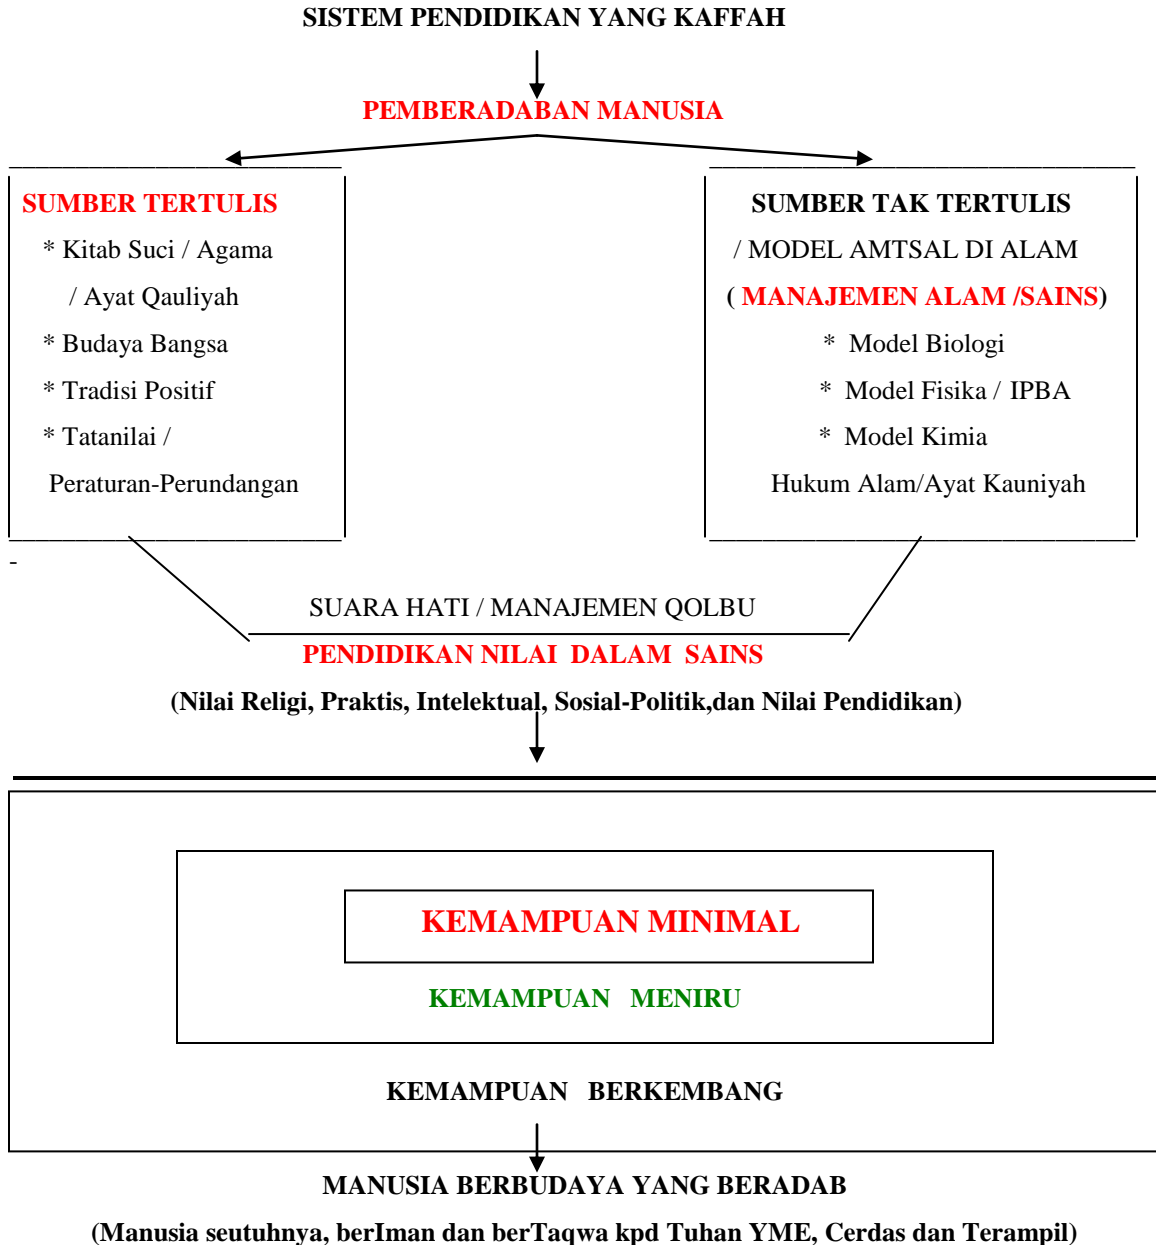 SISTEM PENDIDIKAN YANG KAFFAH
PEMBERADABAN MANUSIA
SUMBER TERTULIS
* Kitab Suci / Agama
/ Ayat Qauliyah
* Budaya Bangsa
* Tradisi Positif
* Tatanilai /
Peraturan-Perundangan
-
SUMBER TAK TERTULIS
/ MODEL AMTSAL DI ALAM
( MANAJEMEN ALAM /SAINS)
* Model Biologi
* Model Fisika / IPBA
* Model Kimia
Hukum Alam/Ayat Kauniyah
SUARA HATI / MANAJEMEN QOLBU
PENDIDIKAN NILAI DALAM SAINS
(Nilai Religi, Praktis, Intelektual, Sosial-Politik,dan Nilai Pendidikan)
KEMAMPUAN MINIMAL
KEMAMPUAN MENIRU
KEMAMPUAN BERKEMBANG
MANUSIA BERBUDAYA YANG BERADAB
(Manusia seutuhnya, berIman dan berTaqwa kpd Tuhan YME, Cerdas dan Terampil)